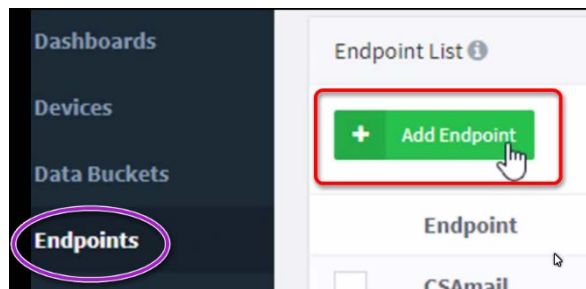 Dashboards
Devices
Data Buckets
Endpoints
Endpoint List
Add Endpoint
Endpoint
CSAmail